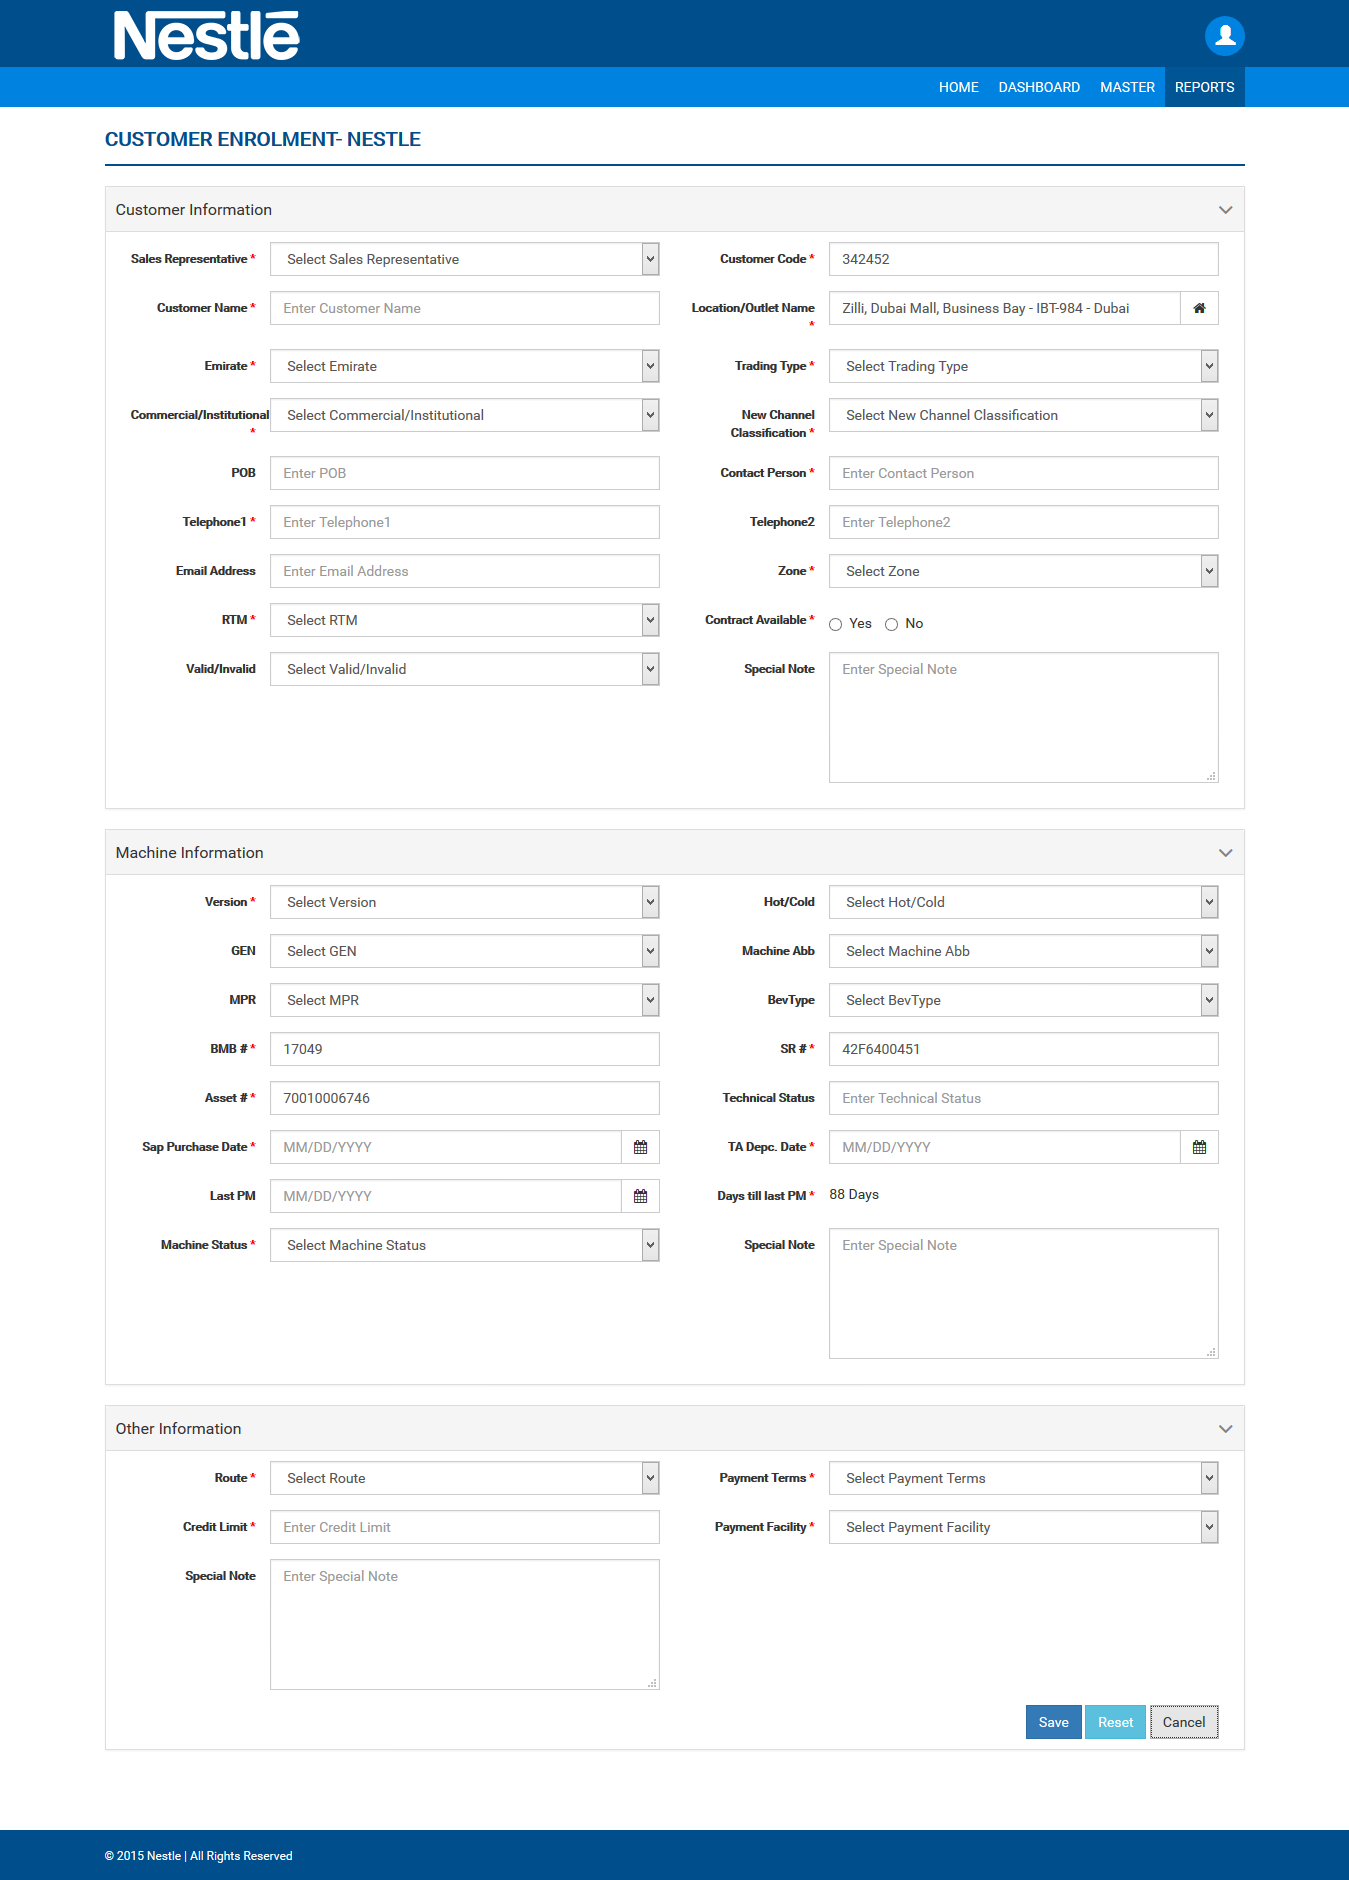 Nestlé
HOME DASHBOARD MASTER REPORTS
CUSTOMER ENROLMENT- NESTLE
Customer Information
Sales Representative * Select Sales Representative Customer Code * 342452
Customer Name * Enter Customer Name Location/Outlet Name * Zilli, Dubai Mall, Business Bay - IBT-984 - Dubai
Emirate * Select Emirate Trading Type * Select Trading Type
Commercial/Institutional * Select Commercial/Institutional New Channel Classification * Select New Channel Classification
POB Enter POB Contact Person * Enter Contact Person
Telephone1 * Enter Telephone1 Telephone2 Enter Telephone2
Email Address Enter Email Address Zone * Select Zone
RTM * Select RTM Contract Available * Yes No
Valid/Invalid Select Valid/Invalid Special Note Enter Special Note
Machine Information
Version * Select Version Hot/Cold Select Hot/Cold
GEN Select GEN Machine Abb Select Machine Abb
MPR Select MPR BevType Select BevType
BMB # * 17049 SR # * 42F6400451
Asset # * 70010006746 Technical Status Enter Technical Status
Sap Purchase Date * MM/DD/YYYY TA Depc. Date * MM/DD/YYYY
Last PM MM/DD/YYYY Days till last PM * 88 Days
Machine Status * Select Machine Status Special Note Enter Special Note
Other Information
Route * Select Route Payment Terms * Select Payment Terms
Credit Limit * Enter Credit Limit Payment Facility * Select Payment Facility
Special Note Enter Special Note
Save Reset Cancel
© 2015 Nestle | All Rights Reserved